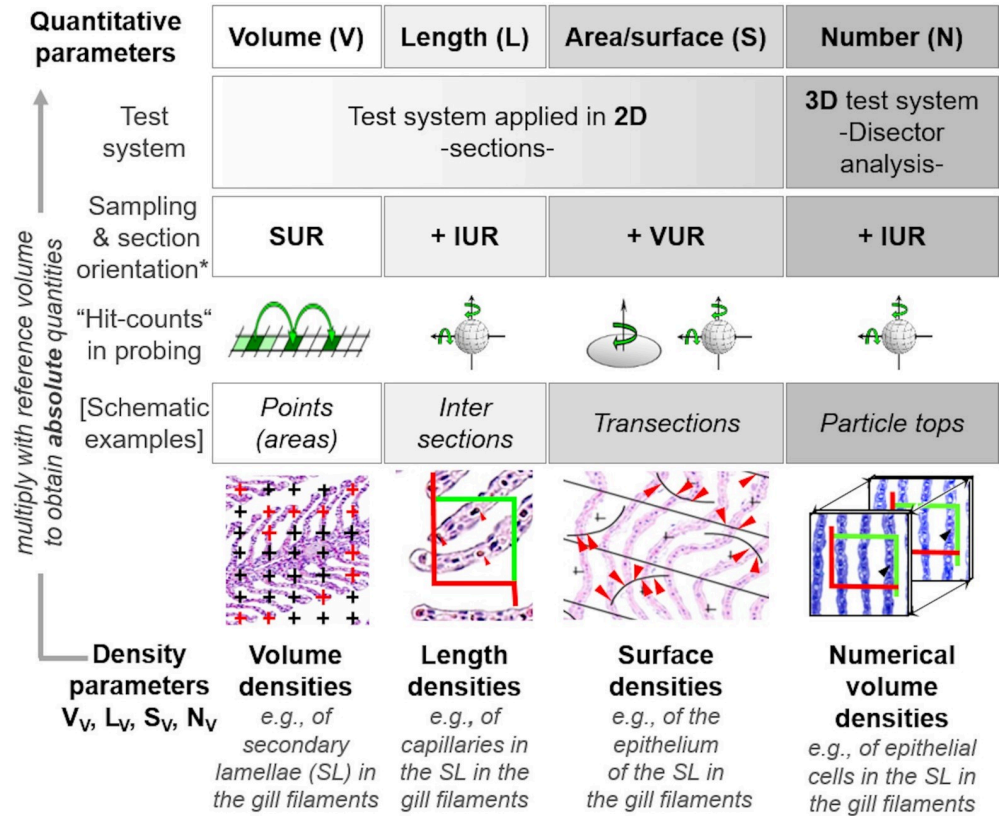 Quantitative
parameters
Volume (V)
Length (L)
Area/surface (S)
Number (N)
Test
system
Test system applied in 2D
-sections-
3D test system
-Disector
analysis-
Sampling
& section
orientation*
SUR
+ IUR
+ VUR
+ IUR
“Hit-counts“
in probing
[Schematic
examples]
Points
(areas)
Inter
sections
Transections
Particle tops
multiply with reference volume
to obtain absolute quantities
Density
parameters
Vv, Lv, Sv, Nv
Volume
densities
e.g., of
secondary
lamellae (SL) in
the gill filaments
Length
densities
e.g., of
capillaries in
the SL in the
gill filaments
Surface
densities
e.g., of the
epithelium
of the SL in
the gill filaments
Numerical
volume
densities
e.g., of epithelial
cells in the SL in
the gill filaments